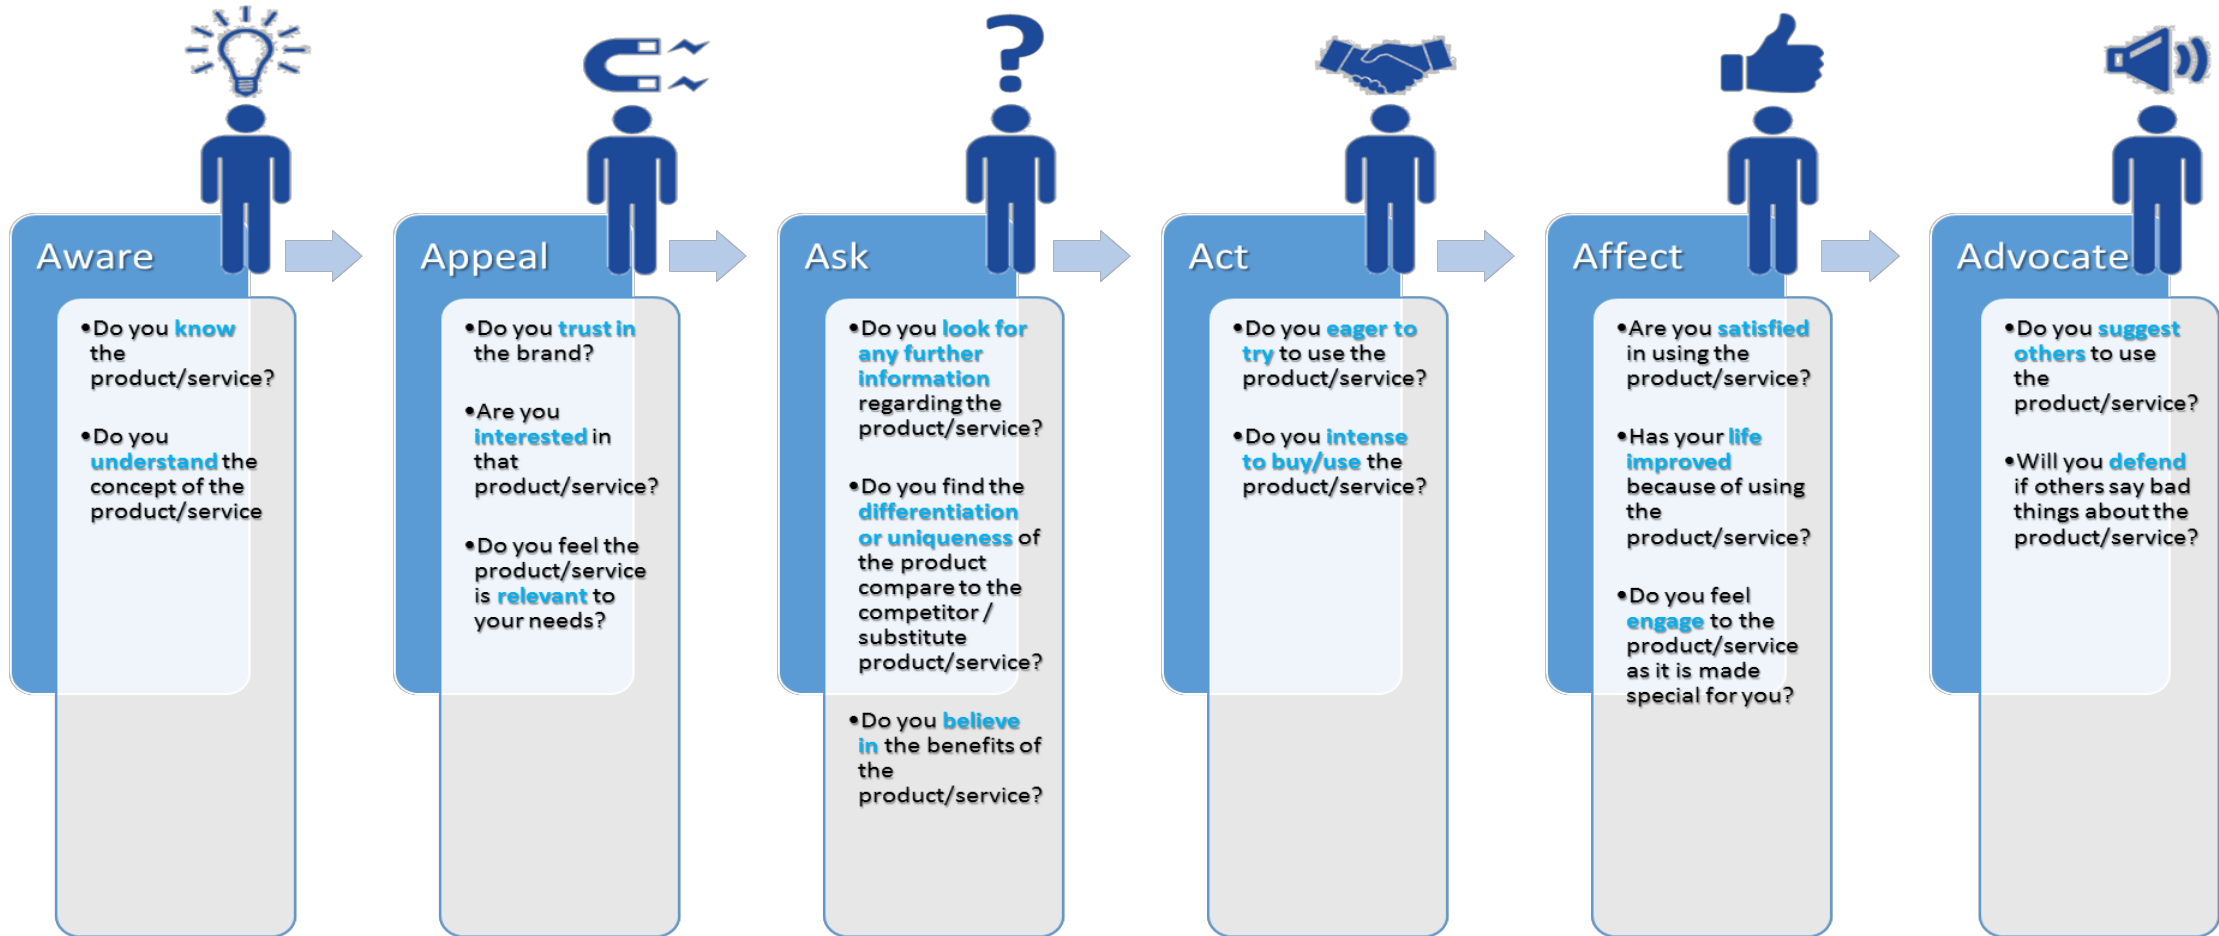 Aware
•Do you know
the
product/service?
•Do you
understand the
concept of the
product/service
Appeal
•Do you trust in
the brand?
•Are you
interested in
that
product/service?
•Do you feel the
product/service
is relevant to
your needs?
Ask
•Do you look for
any further
information
regarding the
product/service?
•Do you find the
differentiation
or uniqueness of
the product
compare to the
competitor /
substitute
product/service?
•Do you believe
in the benefits of
the
product/service?
Act
•Do you eager to
try to use the
product/service?
•Do you intense
to buy/use the
product/service?
Affect
•Are you satisfied
in using the
product/service?
•Has your life
improved
because of using
the
product/service?
•Do you feel
engage to the
product/service
as it is made
special for you?
Advocate
•Do you suggest
others to use
the
product/service?
•Will you defend
if others say bad
things about the
product/service?